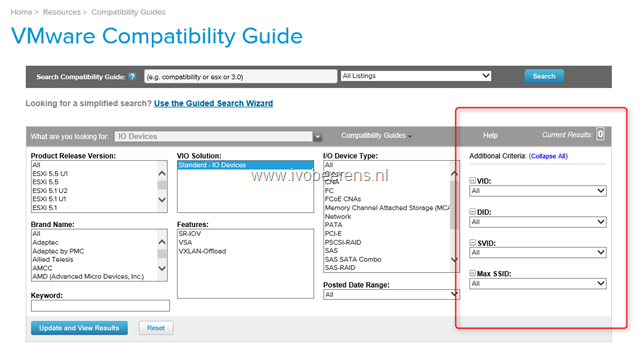 Home > Resources > Compatibility Guides
VMware Compatibility Guide
Search Compatibility Guide: ? (e.g. compatibility or esx or 3.0) All Listings Search
Looking for a simplified search? Use the Guided Search Wizard
What are you looking for: IO Devices Compatibility Guides Help Current Results: 0
Product Release Version:
All
ESXi 5.5 U1
ESXi 5.5
ESXi 5.1 U2
ESXi 5.1 U1
ESXi 5.1
Brand Name:
All
Adaptec
Adaptec by PMC
Allied Telesis
AMCC
AMD (Advanced Micro Devices, Inc.)
Keyword:
VIO Solution:
Standard - IO Devices
Features:
SR-IOV
VSA
VXLAN-Offload
I/O Device Type:
All
CNA
FC
FCoE CNAs
Memory Channel Attached Storage (MCA
Network
PATA
PCI-E
PSCSI-RAID
SAS
SAS SATA Combo
SAS-RAID
Posted Date Range:
All
Additional Criteria: (Collapse All)
VID:
All
DID:
All
SVID:
All
Max SSID:
All
www.ivobeerens.nl
Update and View Results Reset